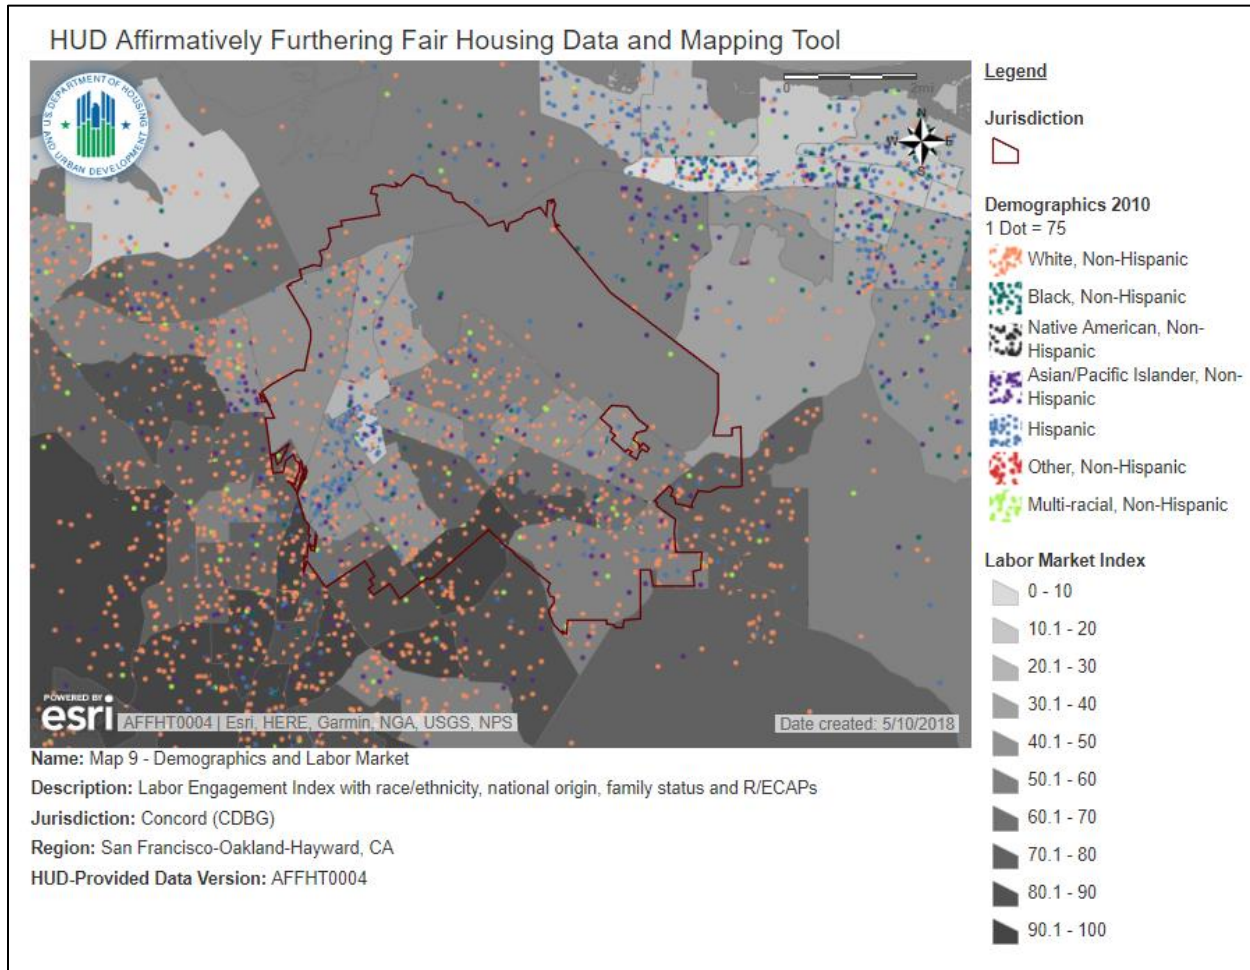 HUD Affirmatively Furthering Fair Housing Data and Mapping Tool
U.S. DEPARTMENT OF HOUSING
AND URBAN DEVELOPMENT
0 1 2mi
N
W E
S
POWERED BY
esri
AFFHT0004 | Esri, HERE, Garmin, NGA, USGS, NPS
Date created: 5/10/2018
Name: Map 9 - Demographics and Labor Market
Description: Labor Engagement Index with race/ethnicity, national origin, family status and R/ECAPs
Jurisdiction: Concord (CDBG)
Region: San Francisco-Oakland-Hayward, CA
HUD-Provided Data Version: AFFHT0004
Legend
Jurisdiction
Demographics 2010
1 Dot = 75
White, Non-Hispanic
Black, Non-Hispanic
Native American, Non-
Hispanic
Asian/Pacific Islander, Non-
Hispanic
Hispanic
Other, Non-Hispanic
Multi-racial, Non-Hispanic
Labor Market Index
0 - 10
10.1 - 20
20.1 - 30
30.1 - 40
40.1 - 50
50.1 - 60
60.1 - 70
70.1 - 80
80.1 - 90
90.1 - 100